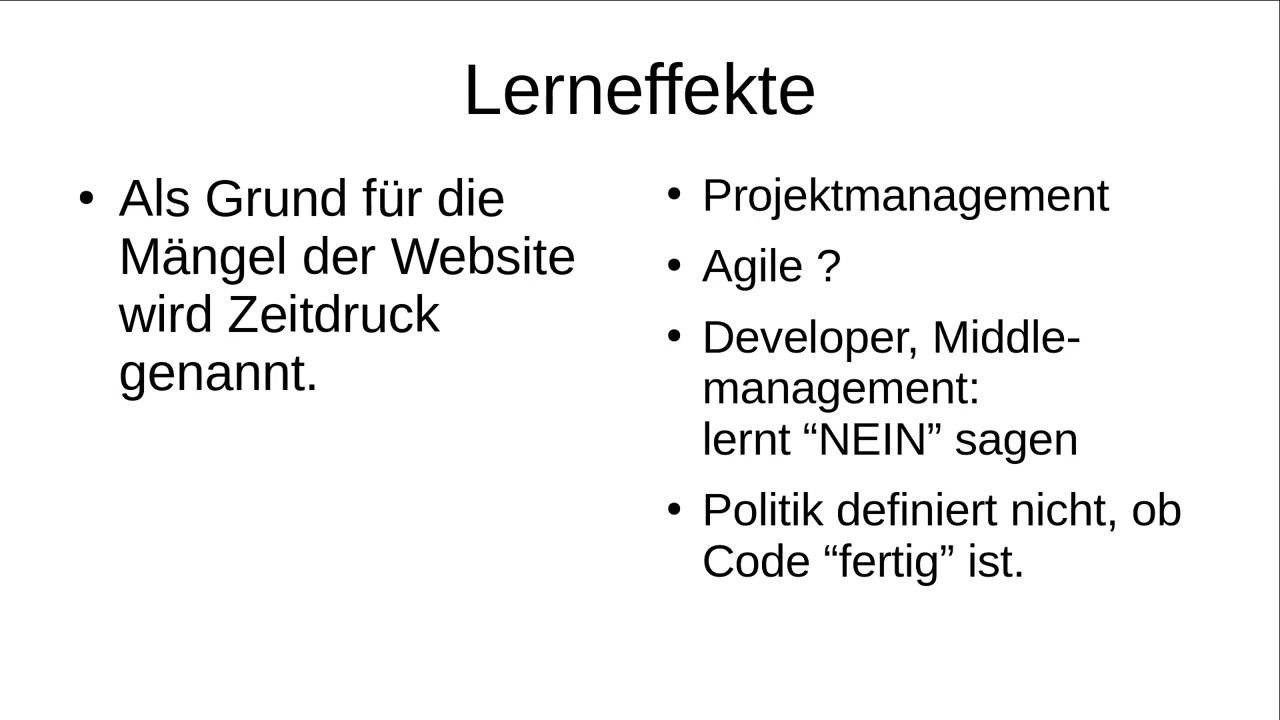 Lerneffekte
• Als Grund für die
Mängel der Website
wird Zeitdruck
genannt.
• Projektmanagement
• Agile ?
• Developer, Middle-
management:
lernt “NEIN” sagen
• Politik definiert nicht, ob
Code “fertig” ist.